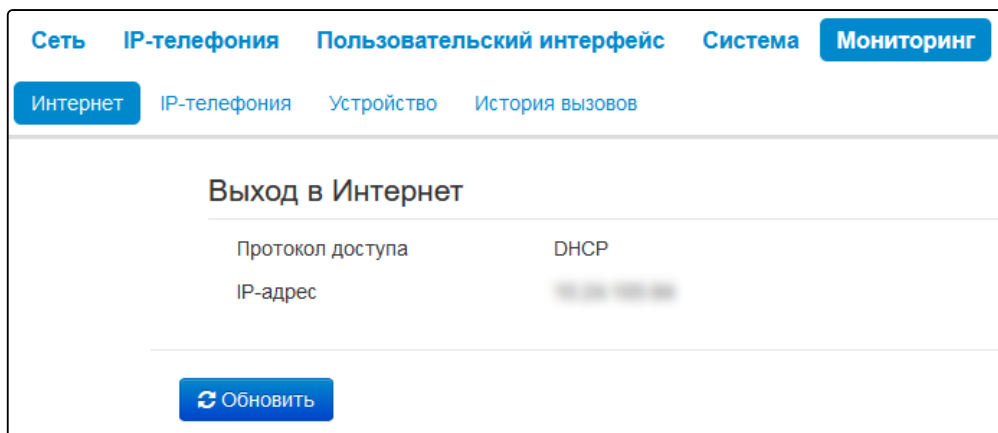 Сеть IP-телефония Пользовательский интерфейс Система Мониторинг
Интернет IP-телефония Устройство История вызовов
Выход в Интернет
Протокол доступа DHCP
IP-адрес
Обновить